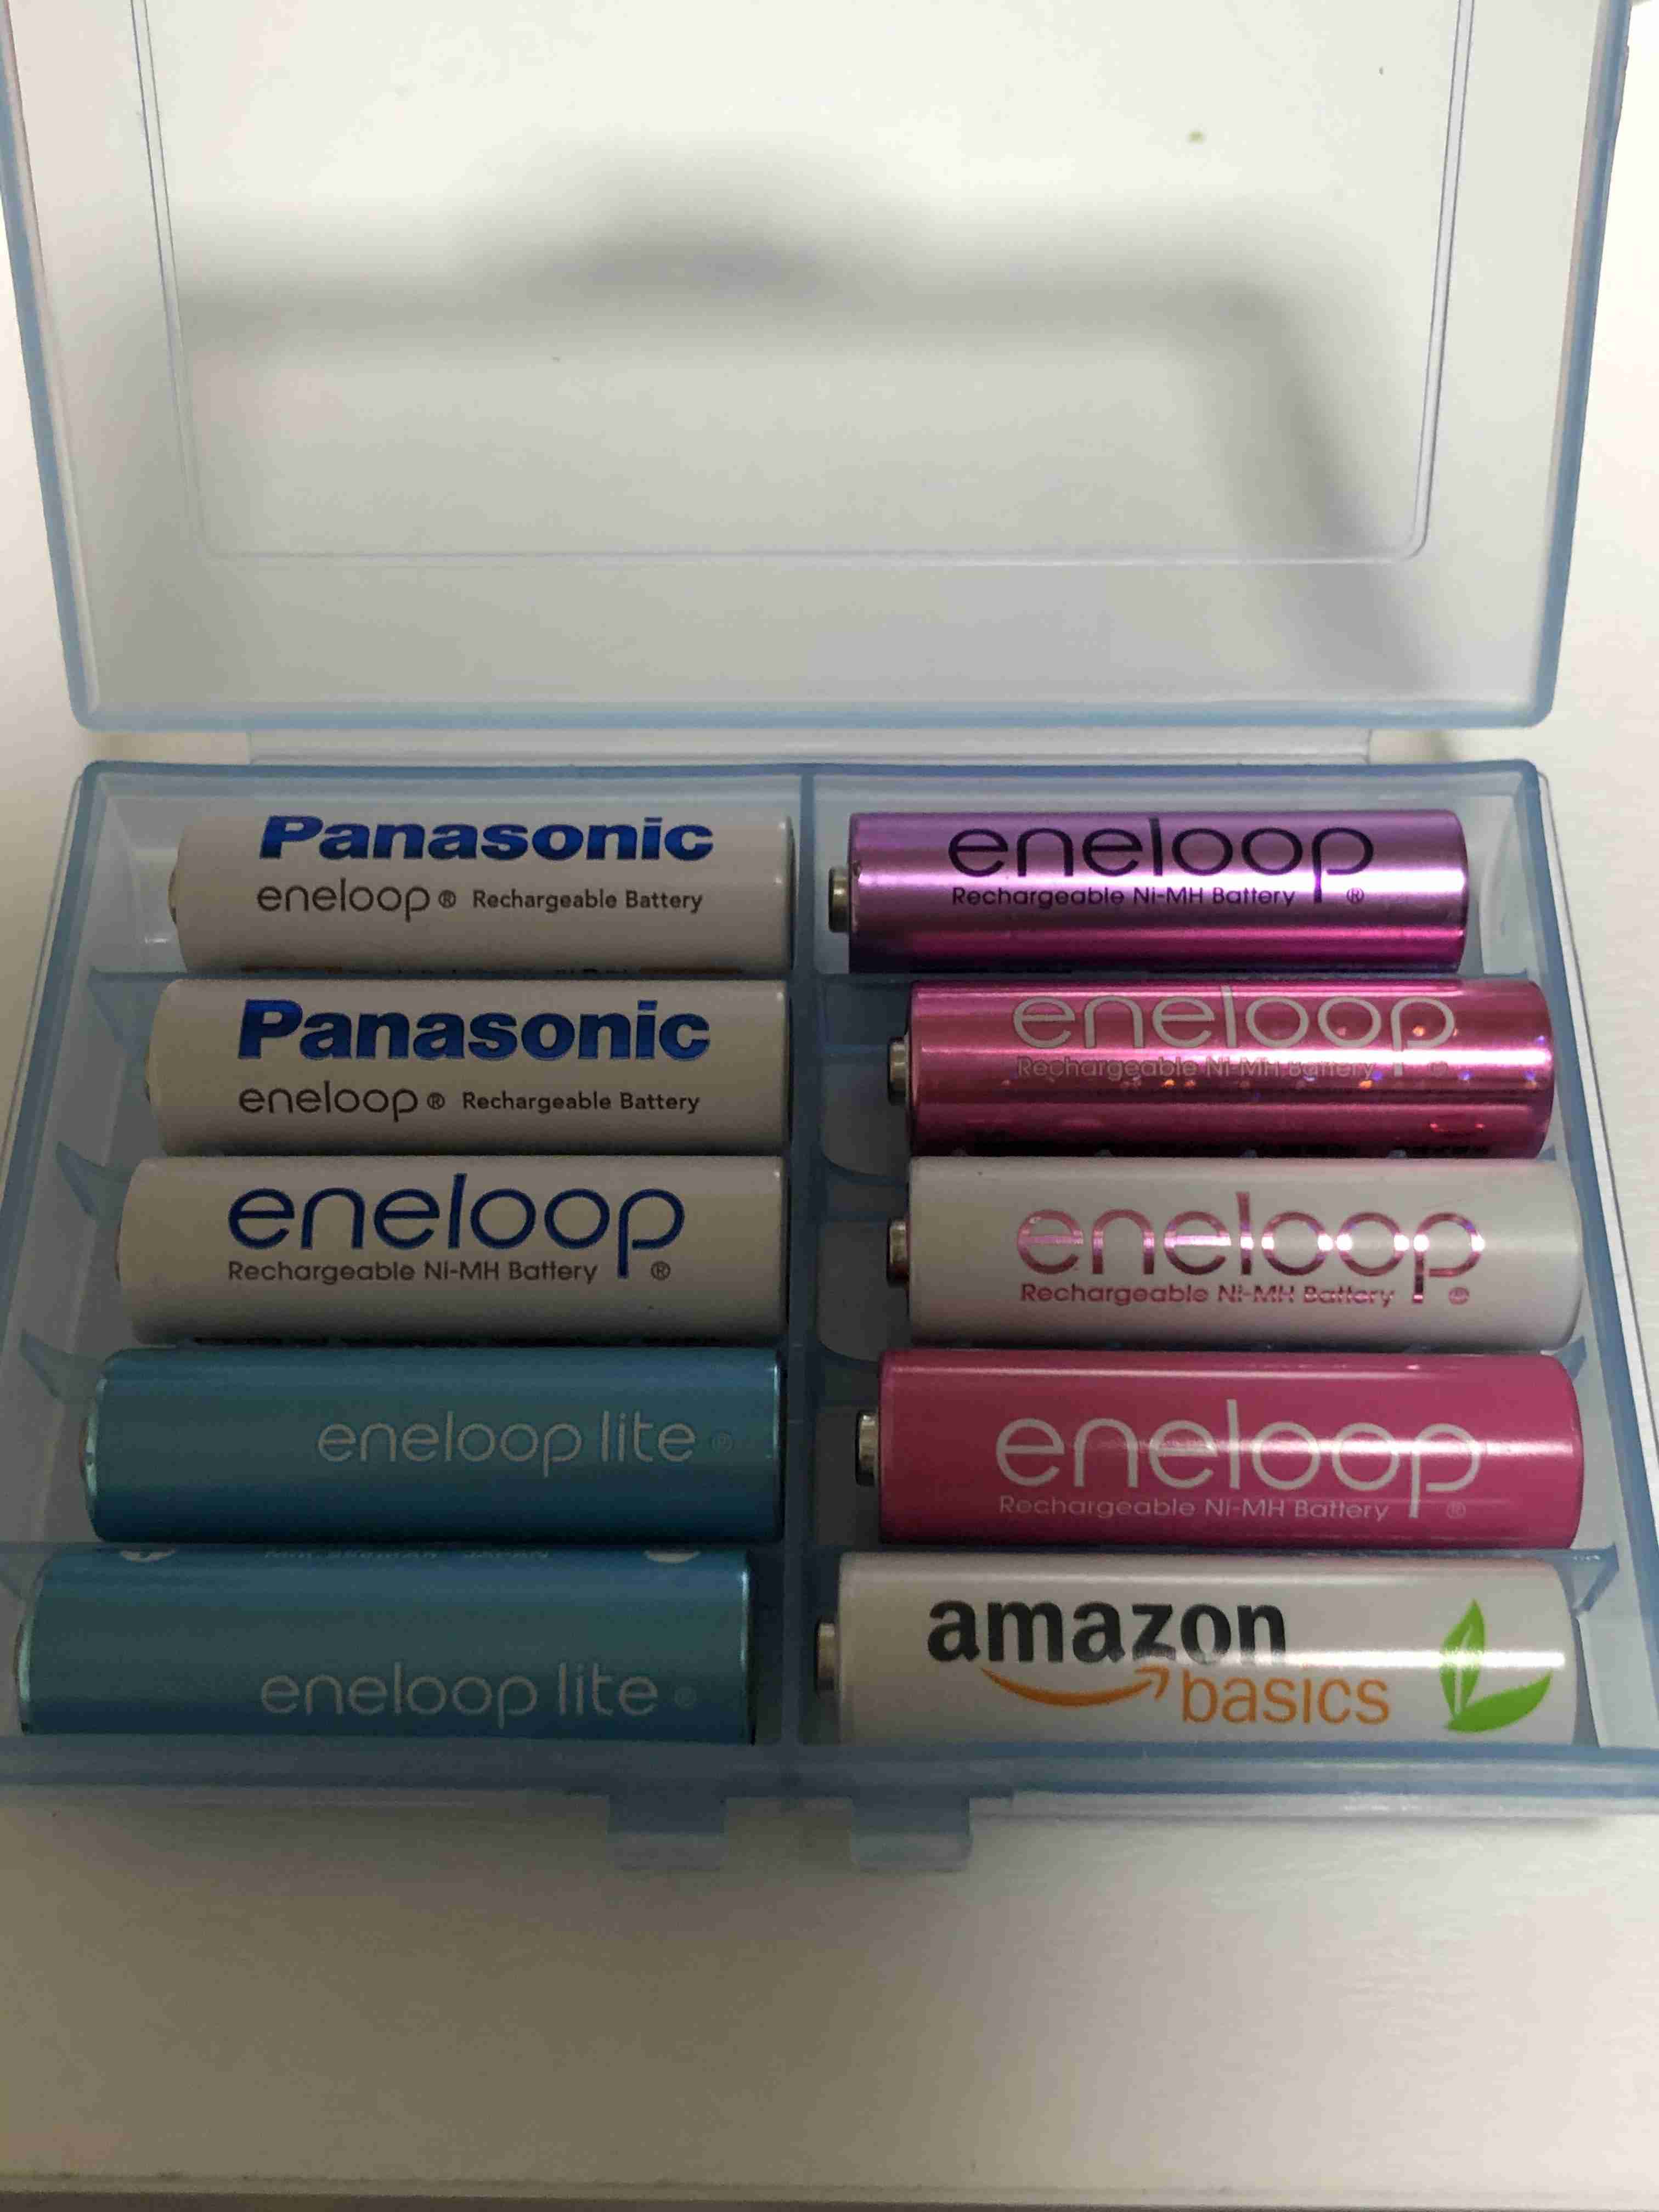 Panasonic
eneloop® Rechargeable Battery
Panasonic
eneloop® Rechargeable Battery
eneloop
Rechargeable Ni-MH Battery ®
eneloop lite ®
JAPAN
eneloop lite ®
eneloop
Rechargeable Ni-MH Battery ®
eneloop
Rechargeable Ni-MH Battery ®
eneloop
Rechargeable Ni-MH Battery ®
eneloop
Rechargeable Ni-MH Battery ®
amazon
basics